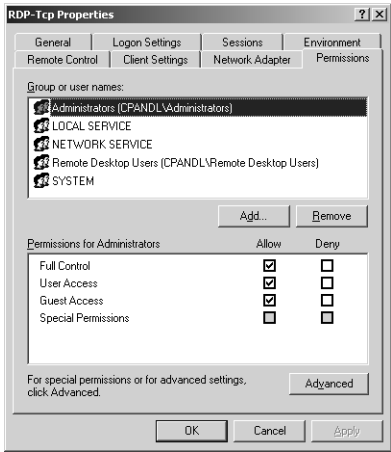 RDP-Tcp Properties
General Logon Settings Sessions Environment
Remote Control Client Settings Network Adapter Permissions
Group or user names:
Administrators (CPANDL\Administrators)
LOCAL SERVICE
NETWORK SERVICE
Remote Desktop Users (CPANDL\Remote Desktop Users)
SYSTEM
Add... Remove
Permissions for Administrators Allow Deny
Full Control
User Access
Guest Access
Special Permissions
For special permissions or for advanced settings,
click Advanced.
Advanced
OK Cancel Apply